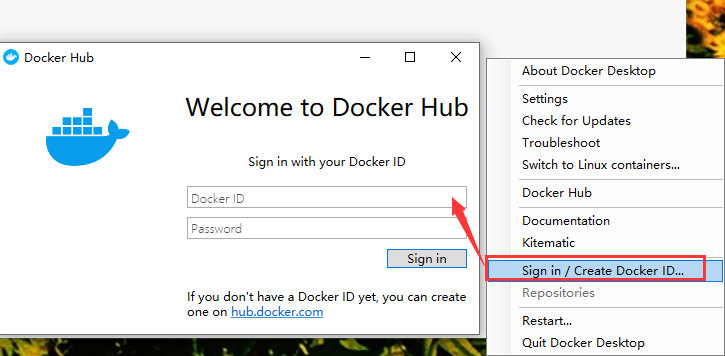 Docker Hub
Welcome to Docker Hub
Sign in with your Docker ID
Docker ID
Password
Sign in
If you don't have a Docker ID yet, you can create
one on hub.docker.com
About Docker Desktop
Settings
Check for Updates
Troubleshoot
Switch to Linux containers...
Docker Hub
Documentation
Kitematic
Sign in / Create Docker ID...
Repositories
Restart...
Quit Docker Desktop